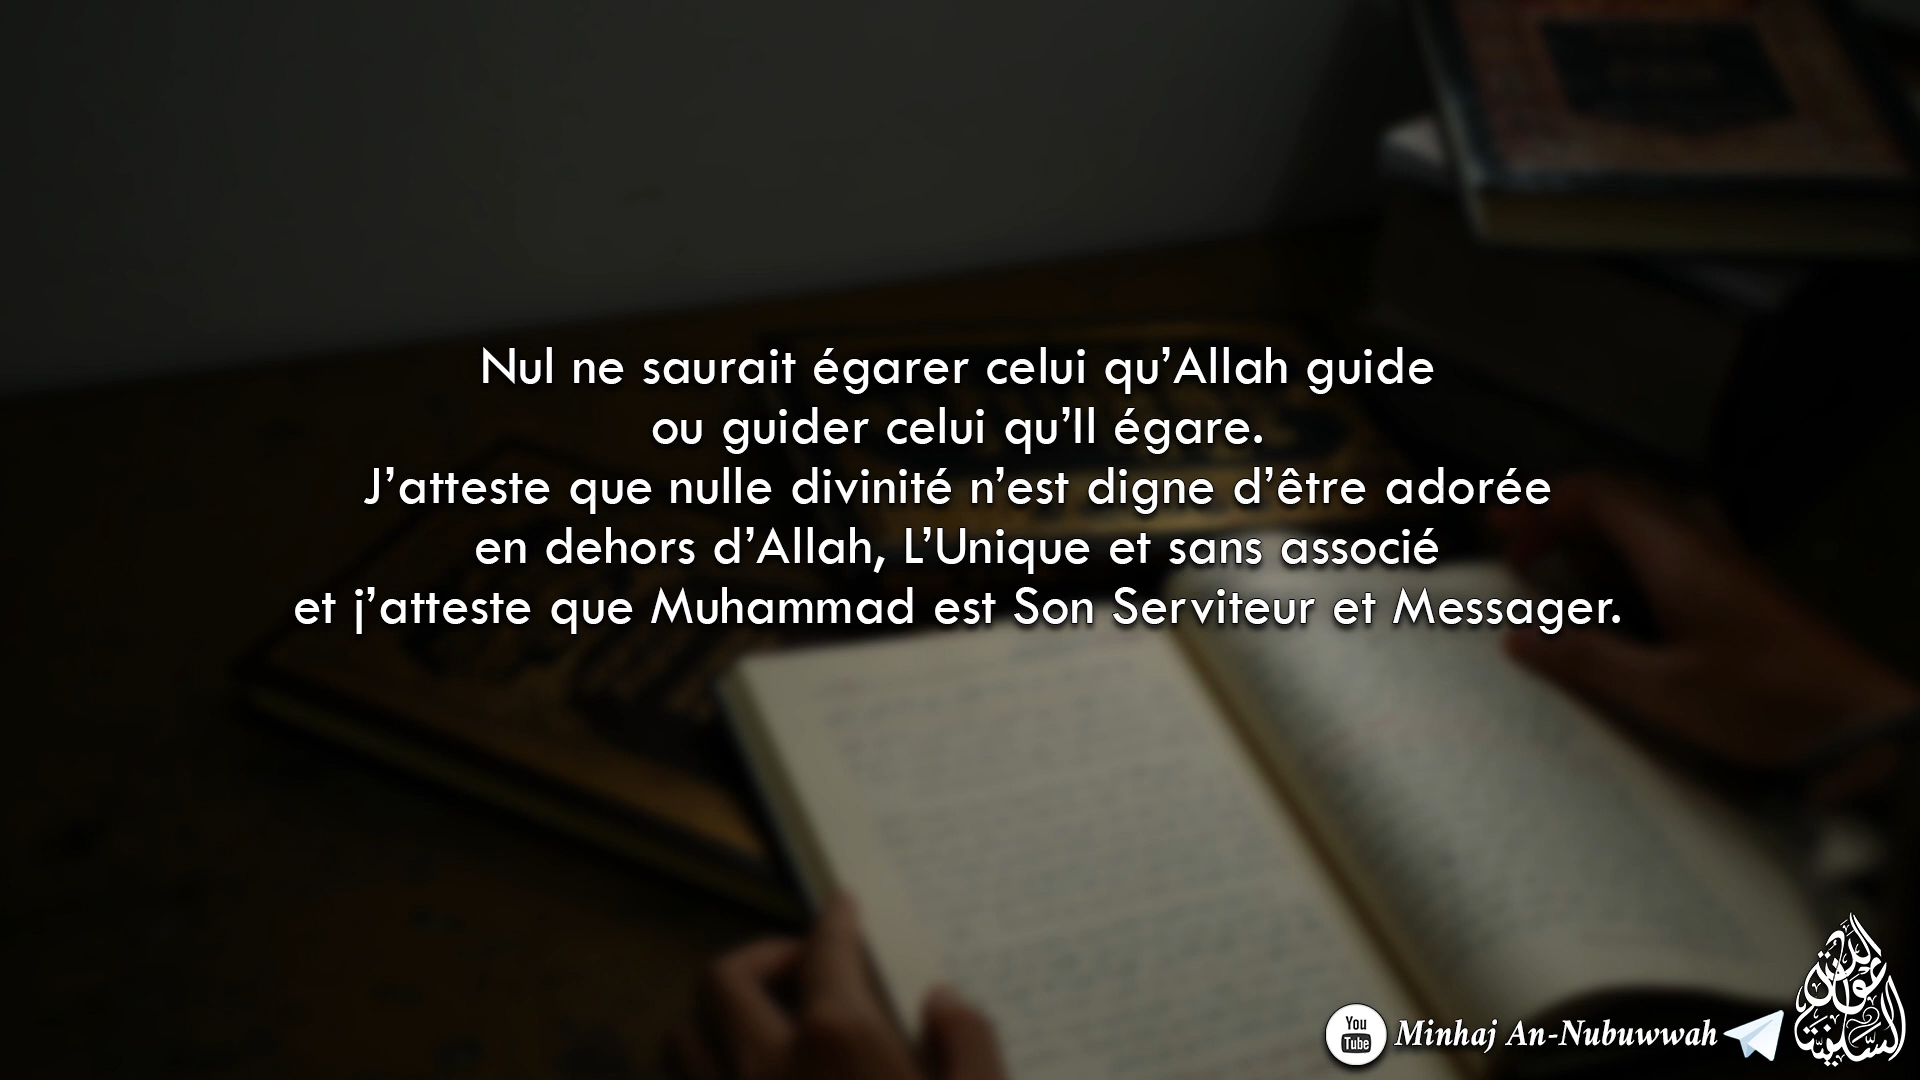 Nul ne saurait égarer celui qu’Allah guide
ou guider celui qu’Il égare.
J’atteste que nulle divinité n’est digne d’être adorée
en dehors d’Allah, L’Unique et sans associé
et j’atteste que Muhammad est Son Serviteur et Messager.
You
Tube
Minhaj An-Nubuwwah